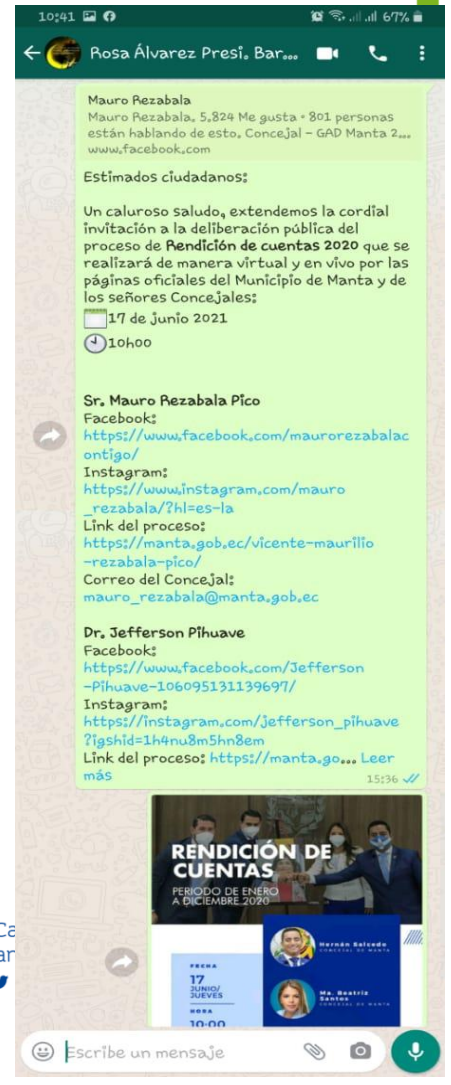 10:41
67%
Rosa Álvarez Presi. Bar...
Mauro Rezabala
Mauro Rezabala, 5,824 Me gusta · 801 personas
están hablando de esto. Concejal – GAD Manta 2...
www.facebook.com
Estimados ciudadanos:
Un caluroso saludo, extendemos la cordial
invitación a la deliberación pública del
proceso de Rendición de cuentas 2020 que se
realizará de manera virtual y en vivo por las
páginas oficiales del Municipio de Manta y de
los señores Concejales:
17 de junio 2021
10h00
Sr. Mauro Rezabala Pico
Facebook:
https://www.facebook.com/maurorezabalac
ontigo/
Instagram:
https://www.instagram.com/mauro
_rezabala/?hl=es-la
Link del proceso:
https://manta.gob.ec/vicente-maurilio
-rezabala-pico/
Correo del Concejal:
mauro_rezabala@manta.gob.ec
Dr. Jefferson Pihuave
Facebook:
https://www.facebook.com/Jefferson
-Pihuave-106095131139697/
Instagram:
https://instagram.com/jefferson_pihuave
?igshid=1h4nu8m5hn8em
Link del proceso: https://manta.go... Leer
más
15:36
RENDICIÓN DE
CUENTAS
PERIODO DE ENERO
A DICIEMBRE 2020
Hernán Salcedo
CONCEJAL DE MANTA
FECHA
17
JUNIO/
JUEVES
Ma. Beatriz
Santos
CONCEJAL DE MANTA
HORA
10:00
Ca
ar
Escribe un mensaje